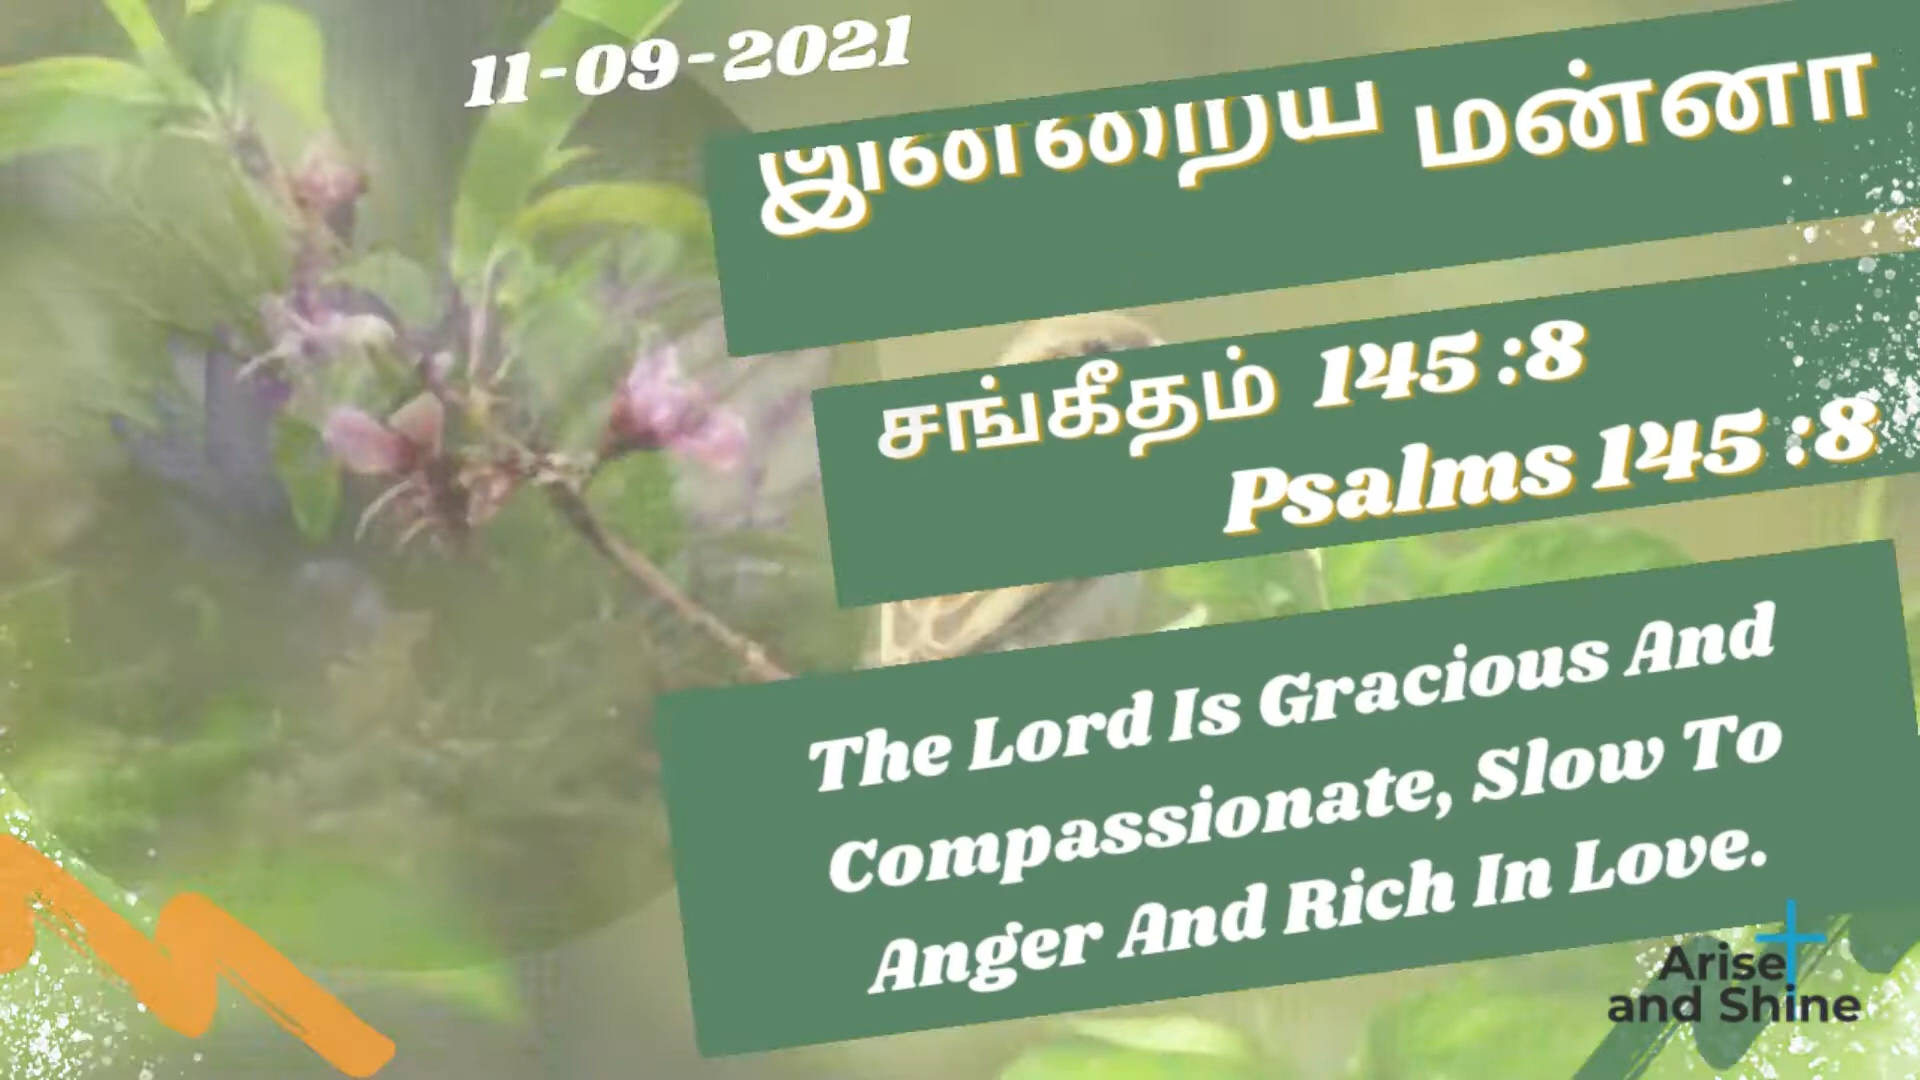 11-09-2021
இன்றைய மன்னா
சங்கீதம் 145 :8
Psalms 145 :8
The Lord Is Gracious And
Compassionate, Slow To
Anger And Rich In Love.
Arise
and Shine